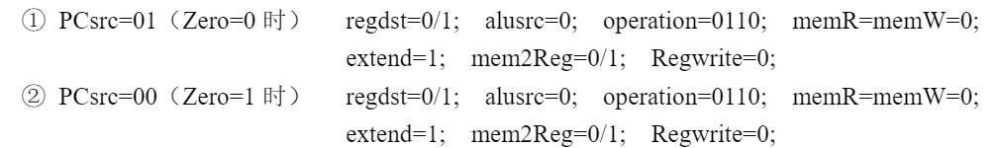 ① PCsrc=01（Zero=0 时） regdst=0/1; alusrc=0; operation=0110; memR=memW=0;
extend=1; mem2Reg=0/1; Regwrite=0;
② PCsrc=00（Zero=1 时） regdst=0/1; alusrc=0; operation=0110; memR=memW=0;
extend=1; mem2Reg=0/1; Regwrite=0;